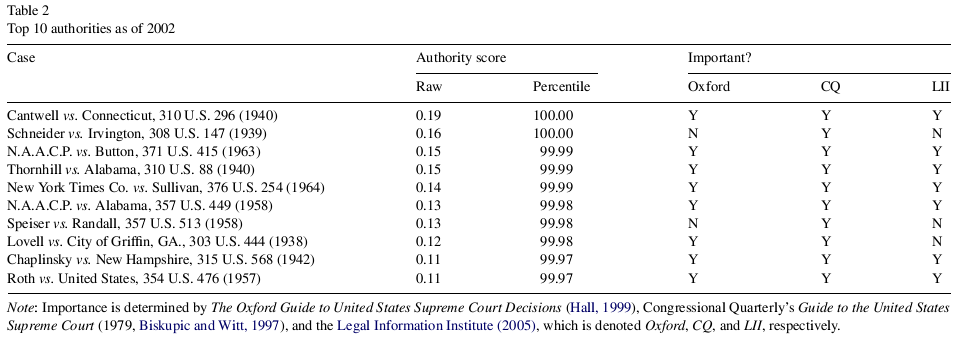 Table 2
Top 10 authorities as of 2002
Case Authority score Important?
Raw Percentile Oxford CQ LII
Cantwell vs. Connecticut, 310 U.S. 296 (1940) 0.19 100.00 Y Y Y
Schneider vs. Irvington, 308 U.S. 147 (1939) 0.16 100.00 N Y N
N.A.A.C.P. vs. Button, 371 U.S. 415 (1963) 0.15 99.99 Y Y Y
Thornhill vs. Alabama, 310 U.S. 88 (1940) 0.15 99.99 Y Y Y
New York Times Co. vs. Sullivan, 376 U.S. 254 (1964) 0.14 99.99 Y Y Y
N.A.A.C.P. vs. Alabama, 357 U.S. 449 (1958) 0.13 99.98 Y Y Y
Speiser vs. Randall, 357 U.S. 513 (1958) 0.13 99.98 N Y N
Lovell vs. City of Griffin, GA., 303 U.S. 444 (1938) 0.12 99.98 Y Y N
Chaplinsky vs. New Hampshire, 315 U.S. 568 (1942) 0.11 99.97 Y Y Y
Roth vs. United States, 354 U.S. 476 (1957) 0.11 99.97 Y Y Y
Note: Importance is determined by The Oxford Guide to United States Supreme Court Decisions (Hall, 1999), Congressional Quarterly's Guide to the United States
Supreme Court (1979, Biskupic and Witt, 1997), and the Legal Information Institute (2005), which is denoted Oxford, CQ, and LII, respectively.